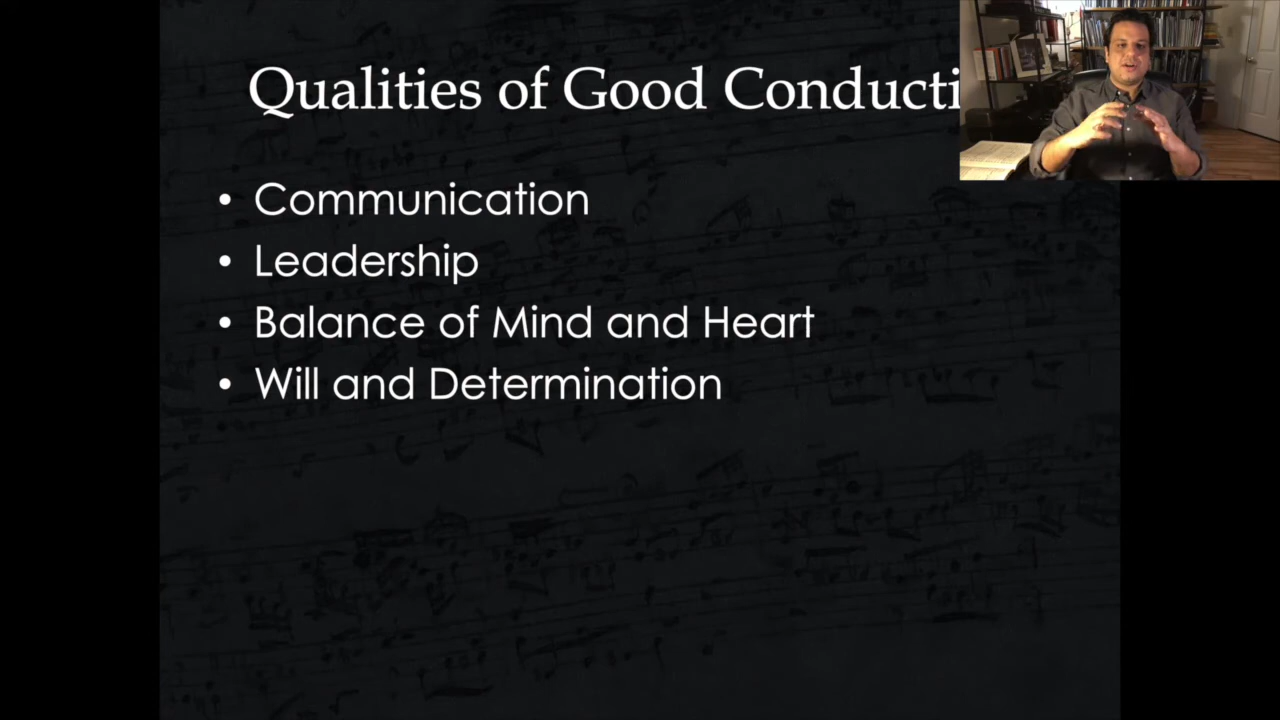 Qualities of Good Conducti
• Communication
• Leadership
• Balance of Mind and Heart
• Will and Determination